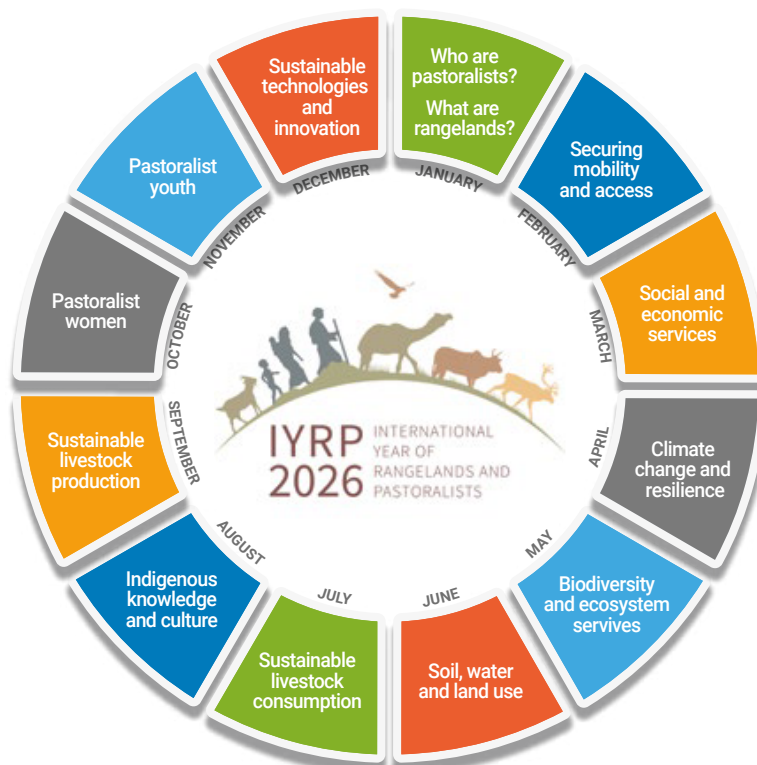 Who are
pastoralists?
What are
rangelands?
JANUARY
Securing
mobility
and access
FEBRUARY
Social and
economic
services
MARCH
Climate
change and
resilience
APRIL
Biodiversity
and ecosystem
servives
MAY
Soil, water
and land use
JUNE
Sustainable
livestock
consumption
JULY
Indigenous
knowledge
and culture
AUGUST
Sustainable
livestock
production
SEPTEMBER
Pastoralist
women
OCTOBER
Pastoralist
youth
NOVEMBER
Sustainable
technologies
and
innovation
DECEMBER
IYRP
2026
INTERNATIONAL
YEAR OF
RANGELANDS AND
PASTORALISTS